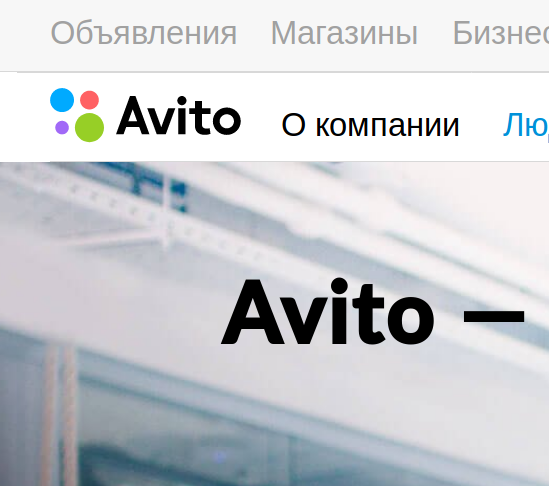 Объявления Магазины
Avito О компании
Avito —